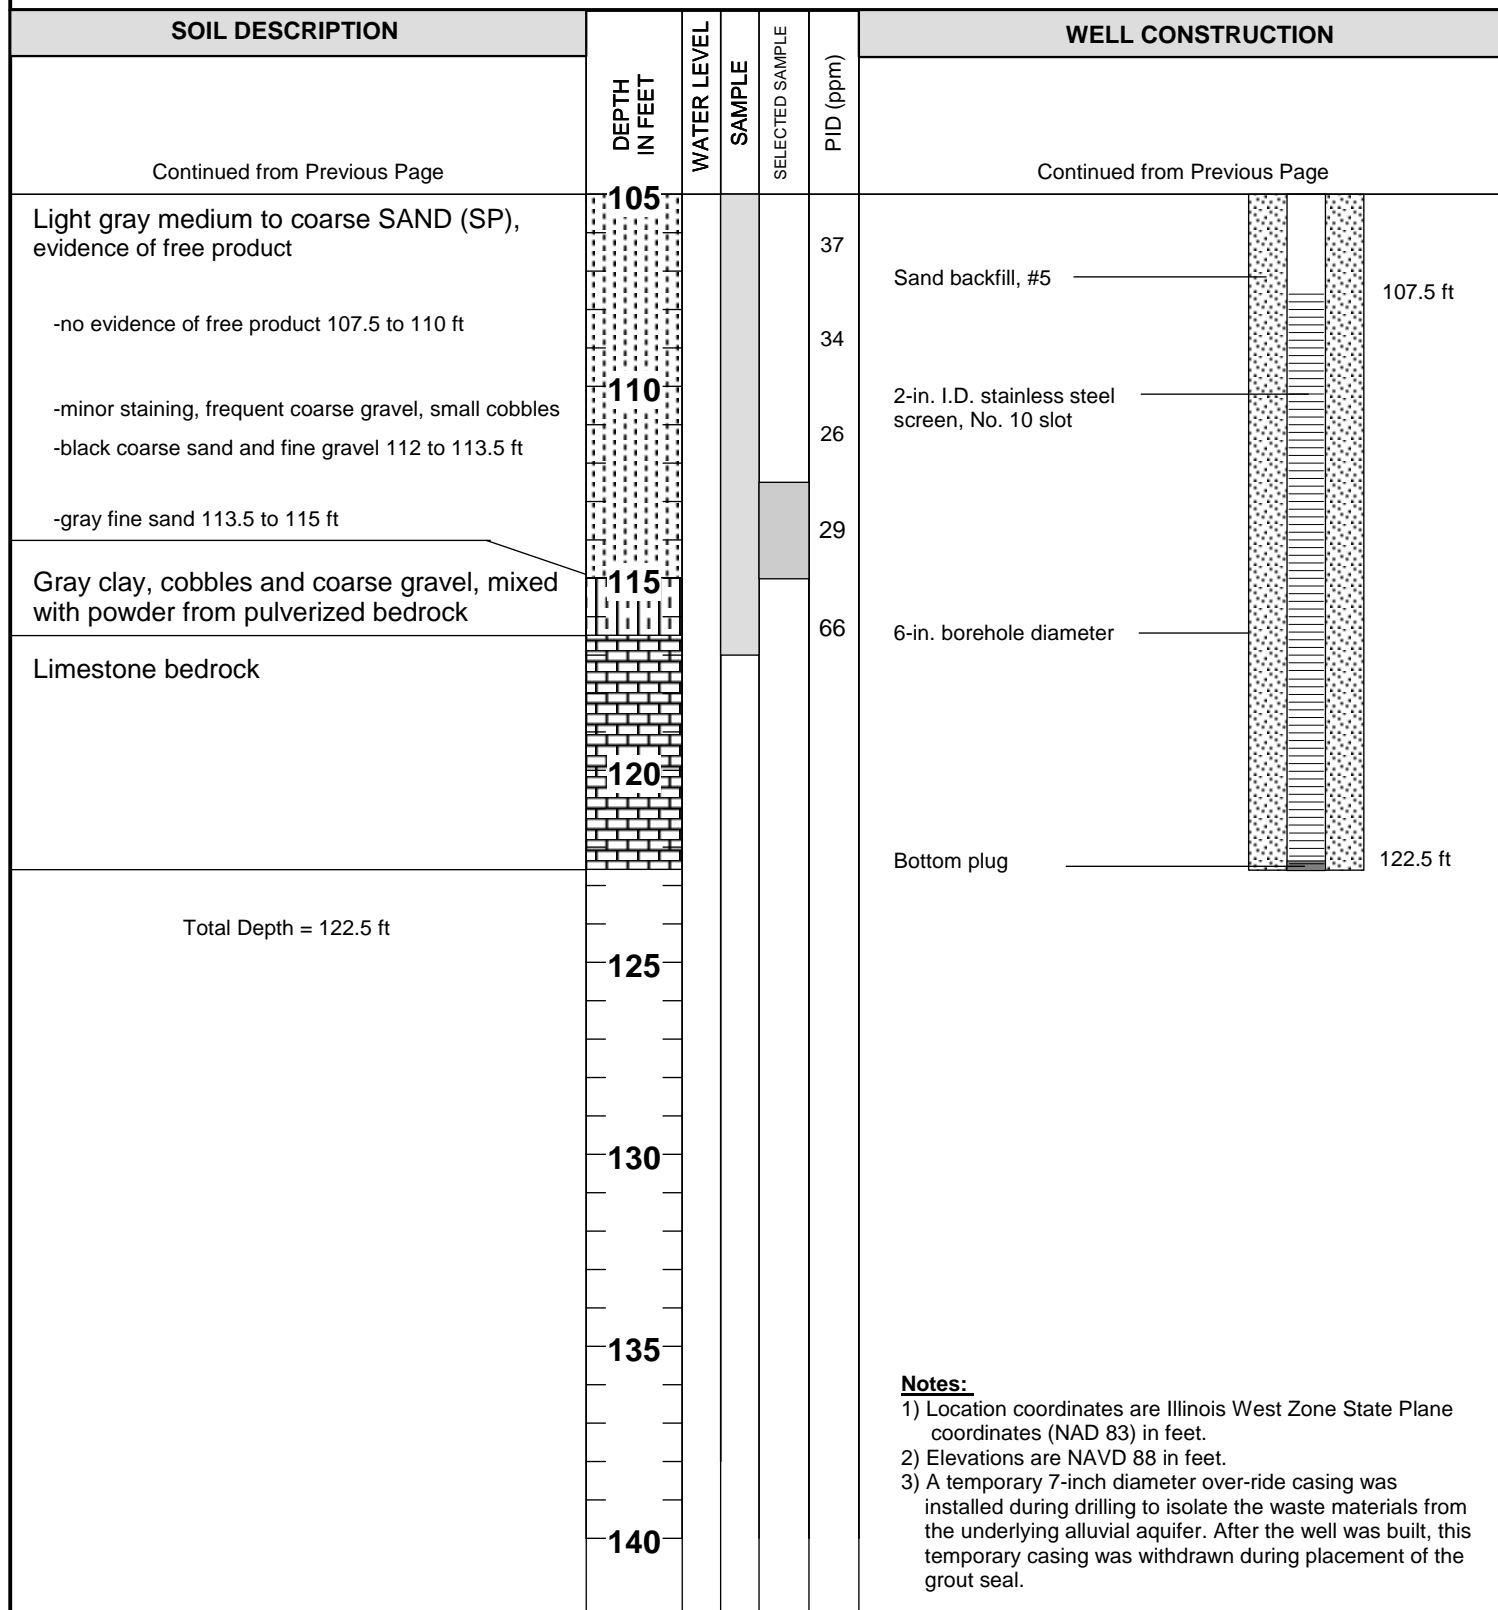 SOIL DESCRIPTION
DEPTH
IN FEET
WATER LEVEL
SAMPLE
SELECTED SAMPLE
PID (ppm)
WELL CONSTRUCTION
Continued from Previous Page
Continued from Previous Page
105
Light gray medium to coarse SAND (SP),
evidence of free product
37
Sand backfill, #5
107.5 ft
-no evidence of free product 107.5 to 110 ft
34
110
2-in. I.D. stainless steel
screen, No. 10 slot
-minor staining, frequent coarse gravel, small cobbles
26
-black coarse sand and fine gravel 112 to 113.5 ft
-gray fine sand 113.5 to 115 ft
29
115
Gray clay, cobbles and coarse gravel, mixed
with powder from pulverized bedrock
66
6-in. borehole diameter
Limestone bedrock
120
Bottom plug
122.5 ft
Total Depth = 122.5 ft
125
130
135
140
Notes:
1) Location coordinates are Illinois West Zone State Plane
coordinates (NAD 83) in feet.
2) Elevations are NAVD 88 in feet.
3) A temporary 7-inch diameter over-ride casing was
installed during drilling to isolate the waste materials from
the underlying alluvial aquifer. After the well was built, this
temporary casing was withdrawn during placement of the
grout seal.